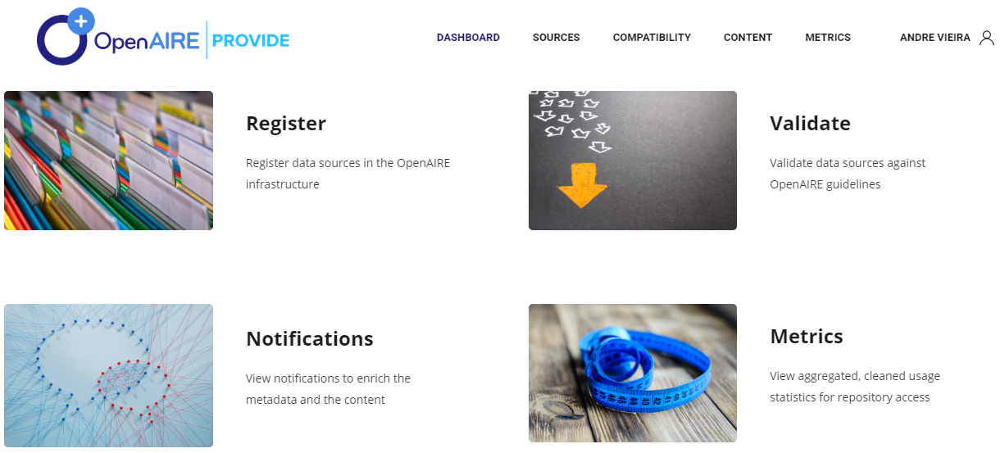 OpenAIRE | PROVIDE
DASHBOARD SOURCES COMPATIBILITY CONTENT METRICS ANDRE VIEIRA
Register
Register data sources in the OpenAIRE
infrastructure
Validate
Validate data sources against
OpenAIRE guidelines
Notifications
View notifications to enrich the
metadata and the content
Metrics
View aggregated, cleaned usage
statistics for repository access